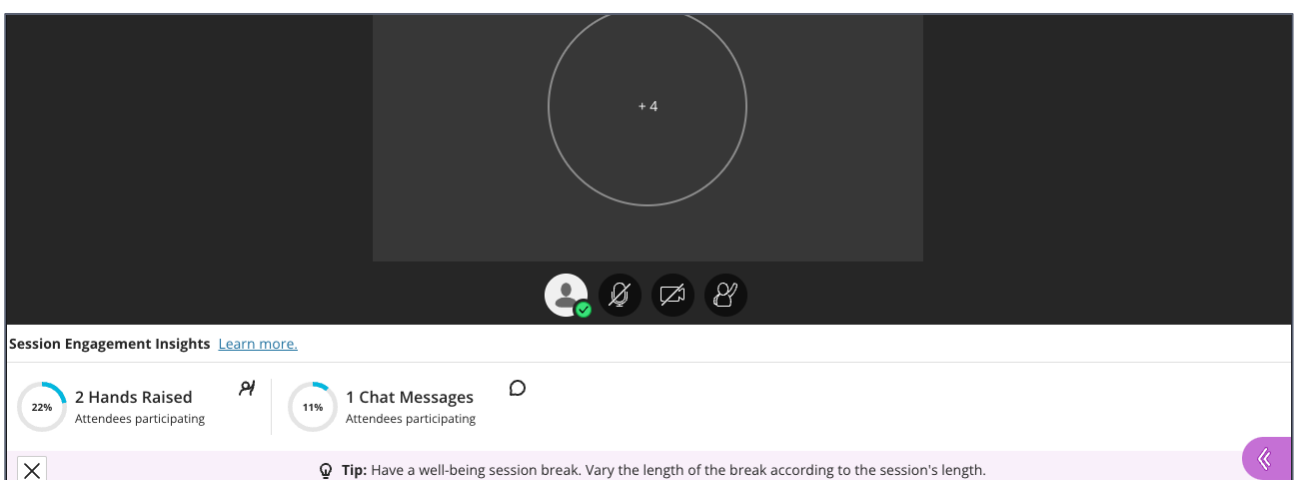 + 4
Session Engagement Insights Learn more.
22%
2 Hands Raised
Attendees participating
11%
1 Chat Messages
Attendees participating
Tip: Have a well-being session break. Vary the length of the break according to the session's length.